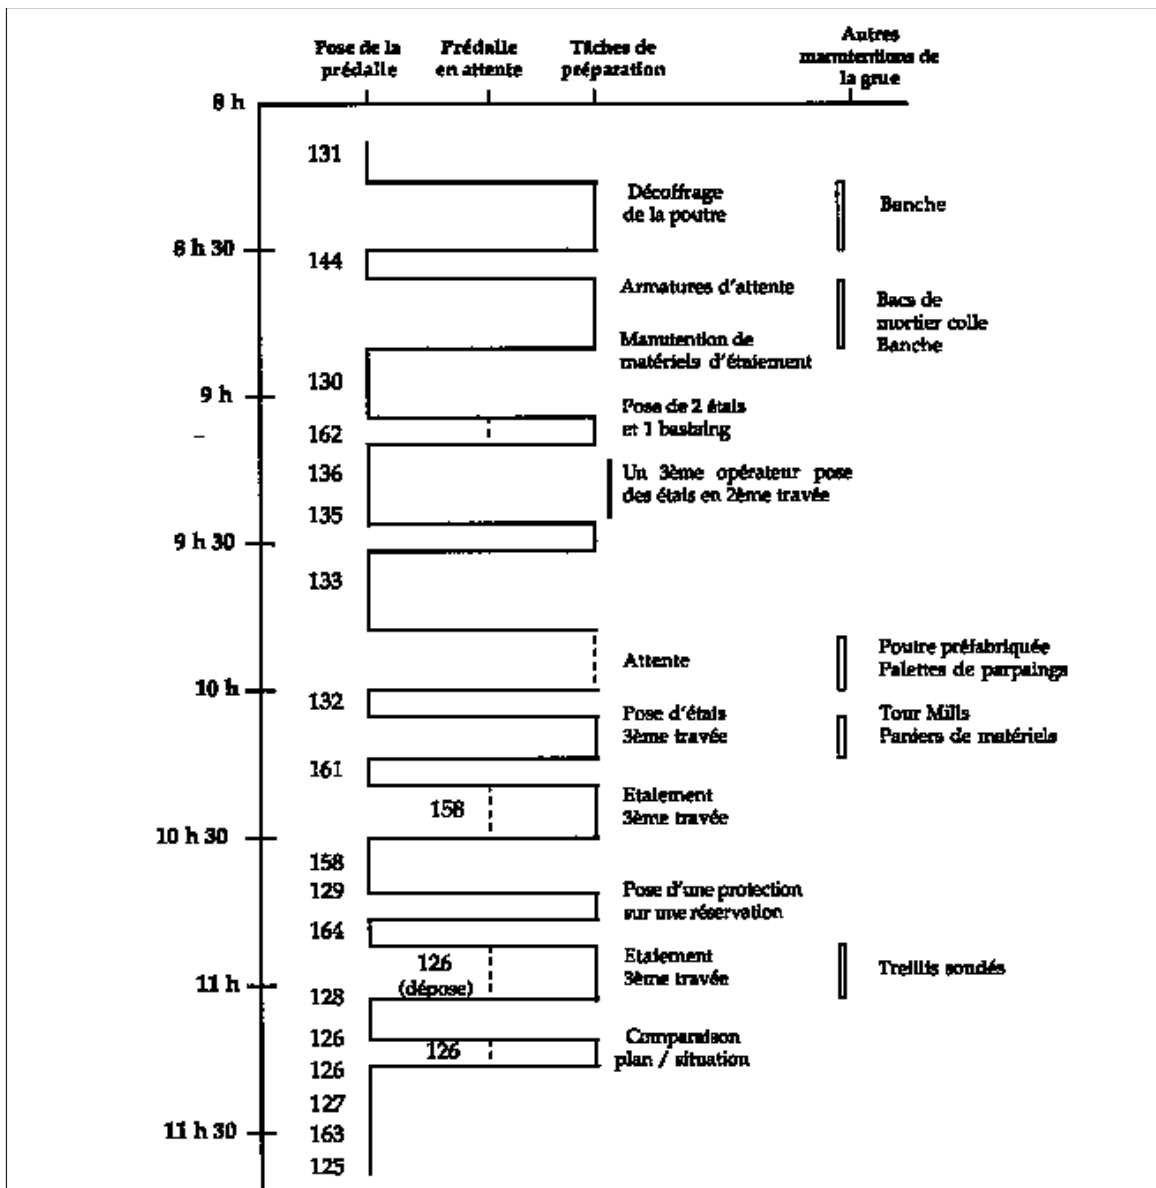 Pose de la
prédalle
Prédalle
en attente
Tâches de
préparation
Autres
manutentions de
la grue
8 h
131
Décoffrage
de la poutre
Banche
8 h 30
144
Armatures d'attente
Bacs de
mortier colle
Banche
Manutention de
matériels d'étaiement
130
9 h
Pose de 2 étais
et 1 bastaing
162
136
Un 3ème opérateur pose
des étais en 2ème travée
135
9 h 30
133
Attente
Poutre préfabriquée
Palettes de parpaings
10 h
132
Pose d'étais
3ème travée
Tour Mills
Paniers de matériels
161
158
Etaiement
3ème travée
10 h 30
158
129
Pose d'une protection
sur une réservation
164
126
(dépose)
Etaiement
3ème travée
Treillis soudés
11 h
128
126
126
Comparaison
plan / situation
126
127
11 h 30
163
125